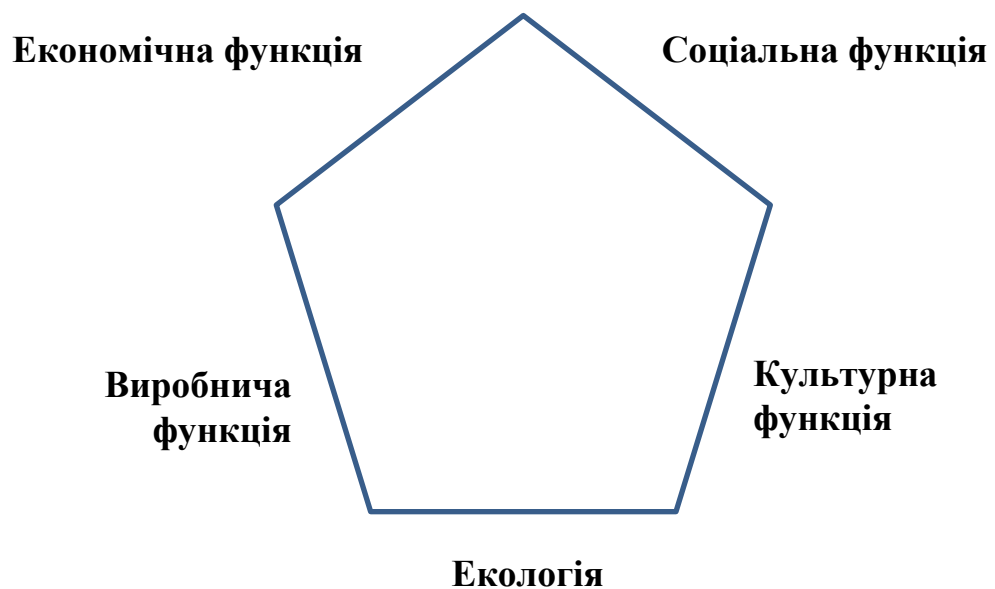 Економічна функція
Соціальна функція
Виробнича
функція
Культурна
функція
Екологія